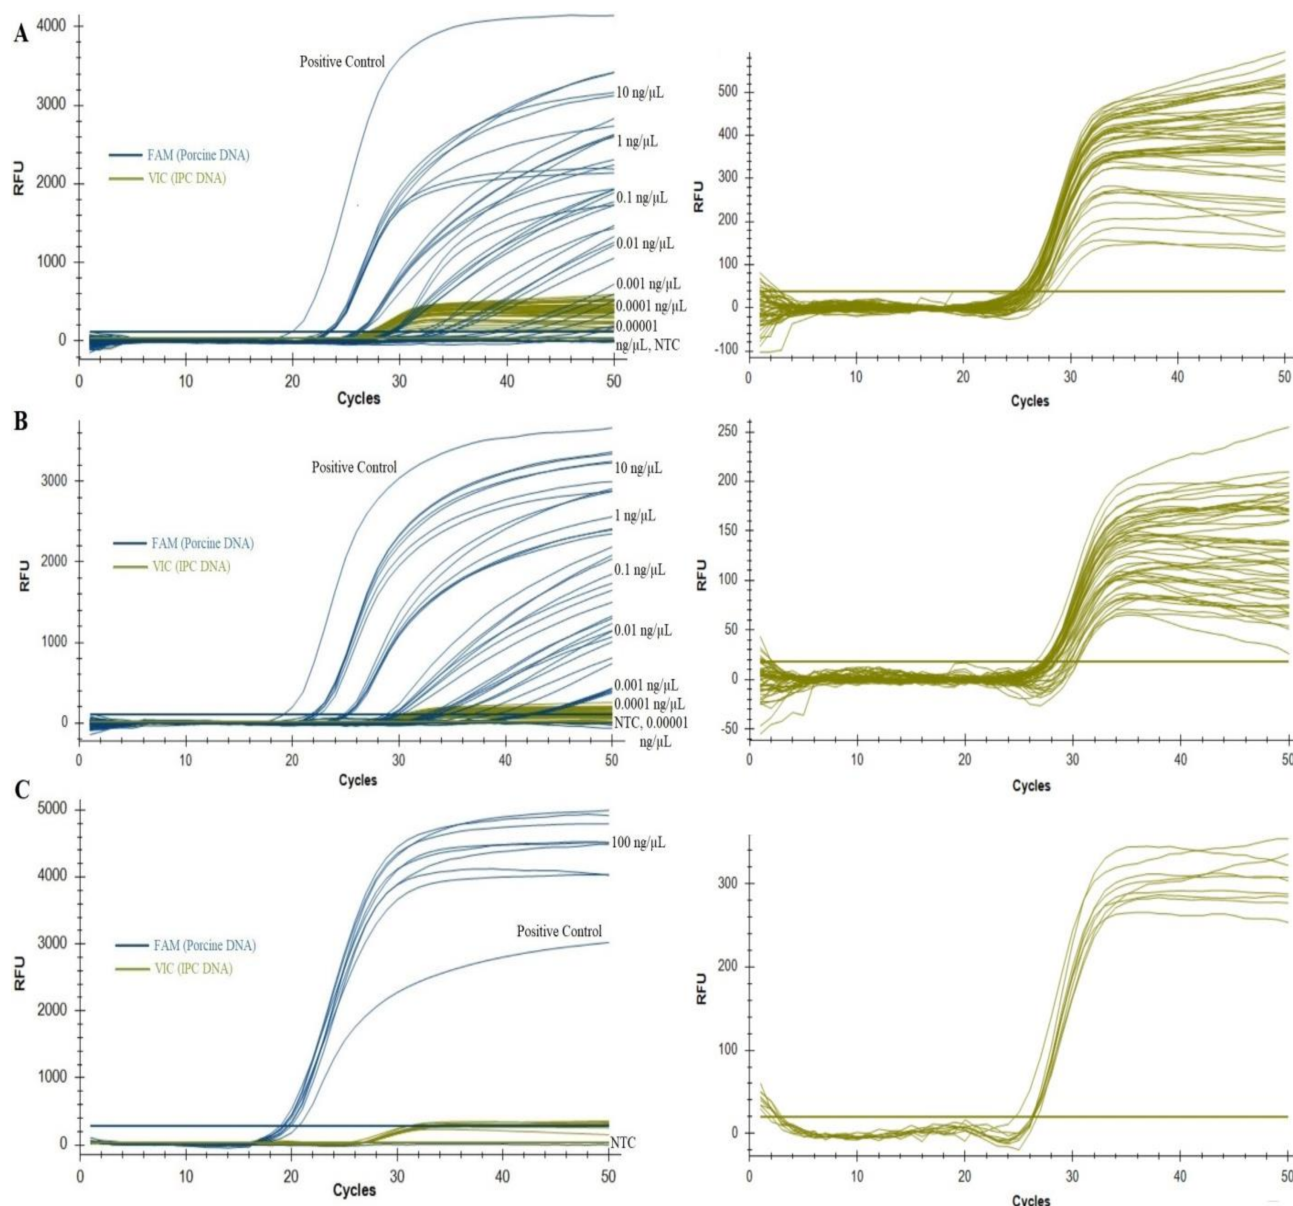 A
4000
3000
2000
1000
0
RFU
Positive Control
FAM (Porcine DNA)
VIC (IPC DNA)
10 ng/µL
1 ng/µL
0.1 ng/µL
0.01 ng/µL
0.001 ng/µL
0.0001 ng/µL
0.00001
ng/µL, NTC
0 10 20 30 40 50
Cycles
500
400
300
200
100
0
-100
RFU
0 10 20 30 40 50
Cycles
B
3000
2000
1000
0
RFU
Positive Control
FAM (Porcine DNA)
VIC (IPC DNA)
10 ng/µL
1 ng/µL
0.1 ng/µL
0.01 ng/µL
0.001 ng/µL
0.0001 ng/µL
NTC, 0.00001
ng/µL
0 10 20 30 40 50
Cycles
250
200
150
100
50
0
-50
RFU
0 10 20 30 40 50
Cycles
C
5000
4000
3000
2000
1000
0
RFU
100 ng/µL
Positive Control
FAM (Porcine DNA)
VIC (IPC DNA)
NTC
0 10 20 30 40 50
Cycles
300
200
100
0
RFU
0 10 20 30 40 50
Cycles